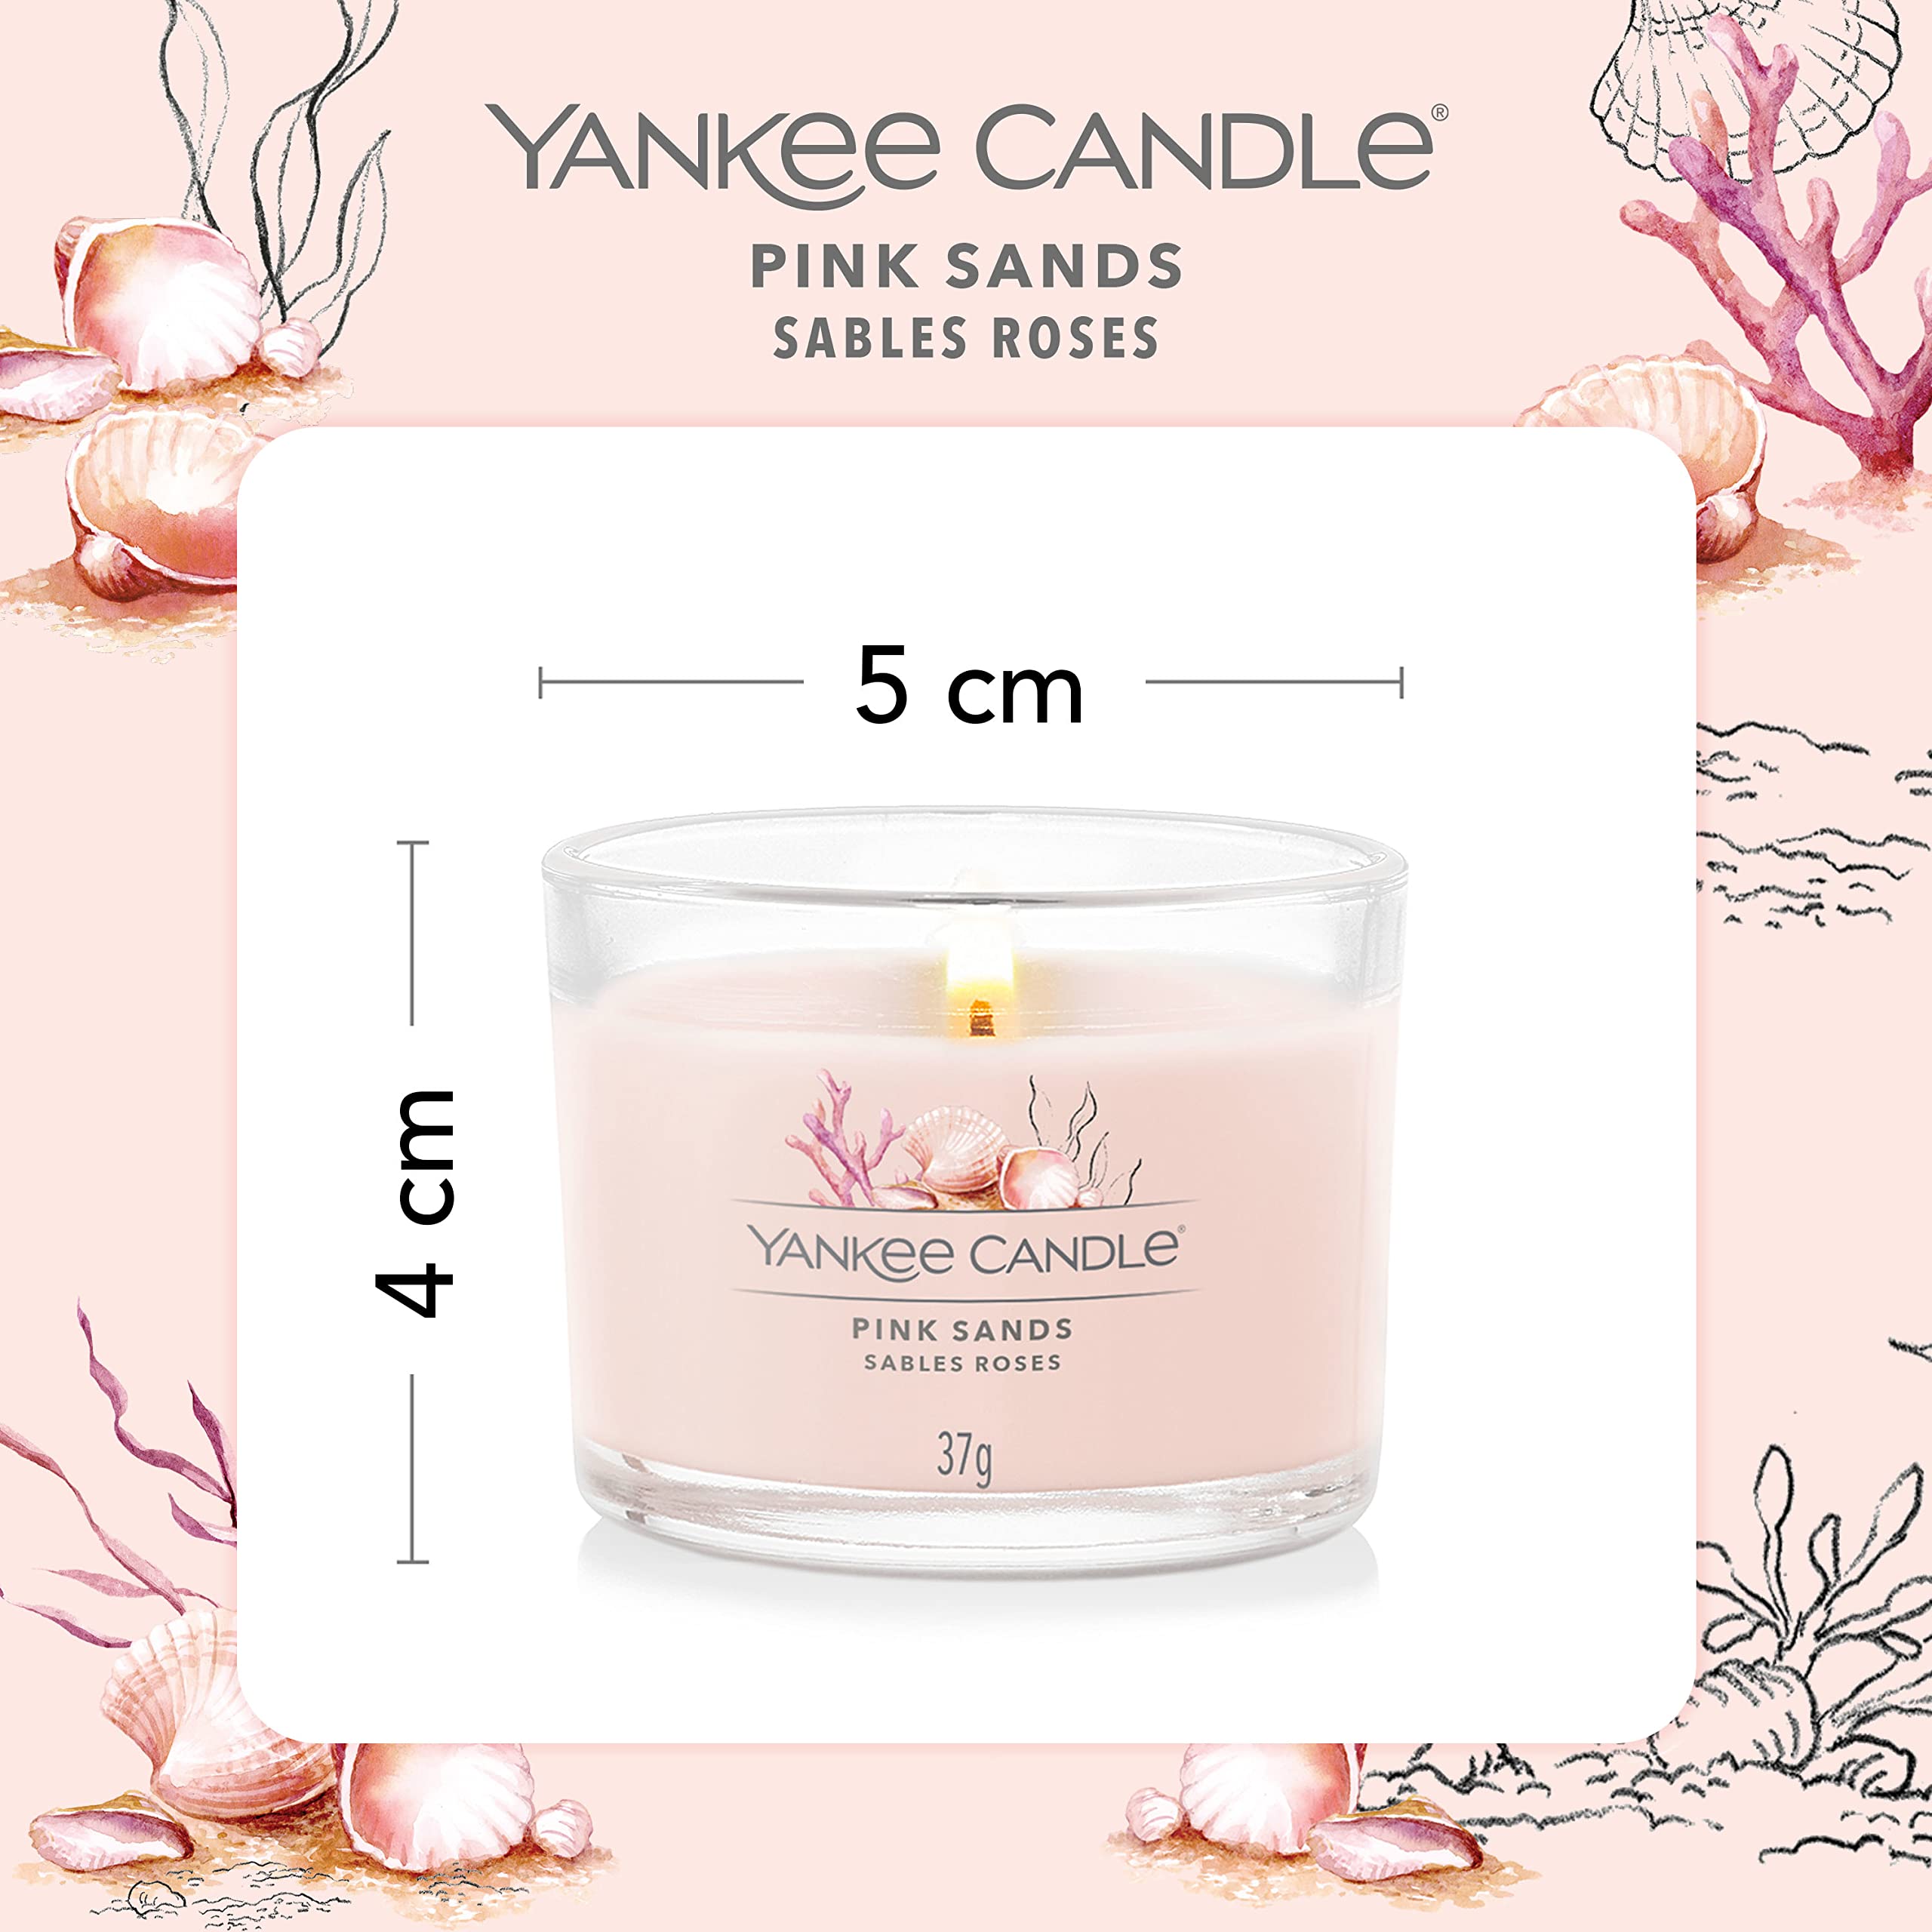 YANKEE CANDLE®
PINK SANDS
SABLES ROSES
5 cm
4 cm
YANKEE CANDLE®
PINK SANDS
SABLES ROSES
37g